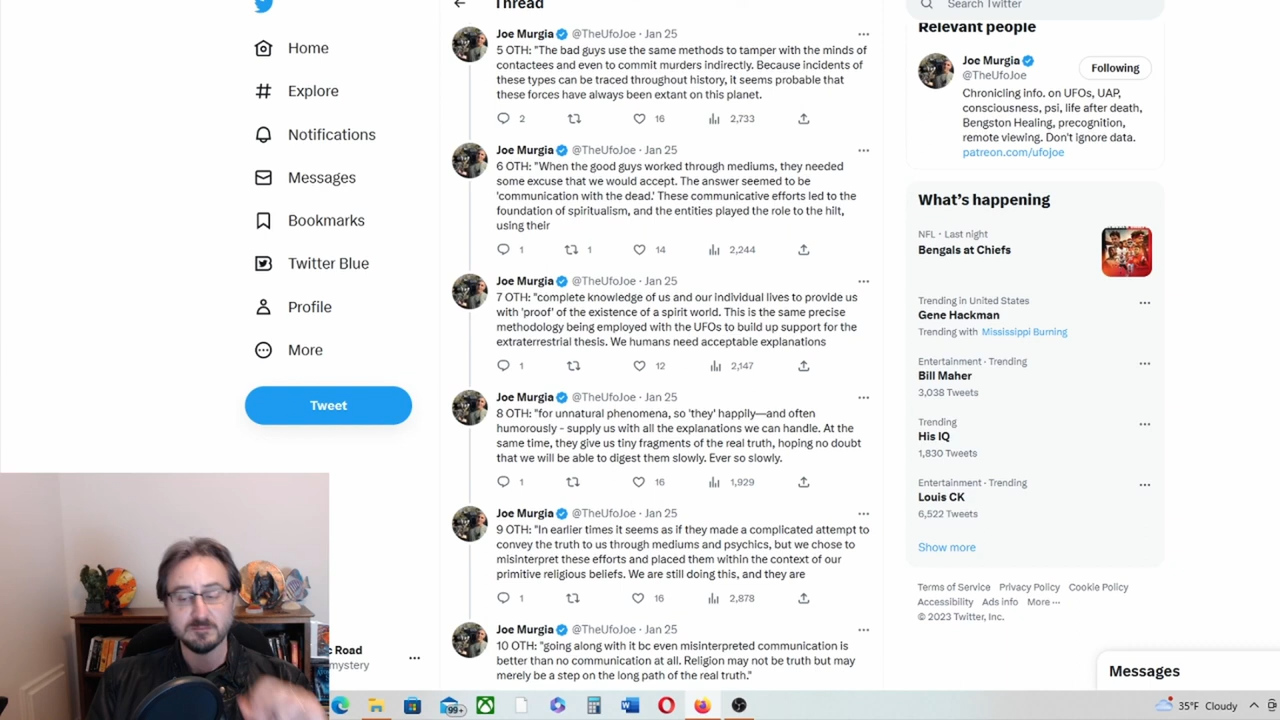 Thread
Search Twitter
Home
Explore
Notifications
Messages
Bookmarks
Twitter Blue
Profile
More
Tweet
c Road
mystery
Joe Murgia @TheUfoJoe · Jan 25
5 OTH: "The bad guys use the same methods to tamper with the minds of
contactees and even to commit murders indirectly. Because incidents of
these types can be traced throughout history, it seems probable that
these forces have always been extant on this planet.
2 16 2,733
Joe Murgia @TheUfoJoe · Jan 25
6 OTH: "When the good guys worked through mediums, they needed
some excuse that we would accept. The answer seemed to be
'communication with the dead.' These communicative efforts led to the
foundation of spiritualism, and the entities played the role to the hilt,
using their
1 1 14 2,244
Joe Murgia @TheUfoJoe · Jan 25
7 OTH: "complete knowledge of us and our individual lives to provide us
with 'proof' of the existence of a spirit world. This is the same precise
methodology being employed with the UFOs to build up support for the
extraterrestrial thesis. We humans need acceptable explanations
1 12 2,147
Joe Murgia @TheUfoJoe · Jan 25
8 OTH: "for unnatural phenomena, so 'they' happily—and often
humorously - supply us with all the explanations we can handle. At the
same time, they give us tiny fragments of the real truth, hoping no doubt
that we will be able to digest them slowly. Ever so slowly.
1 16 1,929
Joe Murgia @TheUfoJoe · Jan 25
9 OTH: "In earlier times it seems as if they made a complicated attempt to
convey the truth to us through mediums and psychics, but we chose to
misinterpret these efforts and placed them within the context of our
primitive religious beliefs. We are still doing this, and they are
1 16 2,878
Joe Murgia @TheUfoJoe · Jan 25
10 OTH: "going along with it bc even misinterpreted communication is
better than no communication at all. Religion may not be truth but may
merely be a step on the long path of the real truth."
Relevant people
Joe Murgia
@TheUfoJoe
Following
Chronicling info. on UFOs, UAP,
consciousness, psi, life after death,
Bengston Healing, precognition,
remote viewing. Don't ignore data.
patreon.com/ufojoe
What's happening
NFL · Last night
Bengals at Chiefs
Trending in United States
Gene Hackman
Trending with Mississippi Burning
Entertainment · Trending
Bill Maher
3,038 Tweets
Trending
His IQ
1,830 Tweets
Entertainment · Trending
Louis CK
6,522 Tweets
Show more
Terms of Service Privacy Policy Cookie Policy
Accessibility Ads info More ···
© 2023 Twitter, Inc.
Messages
99+
35°F Cloudy